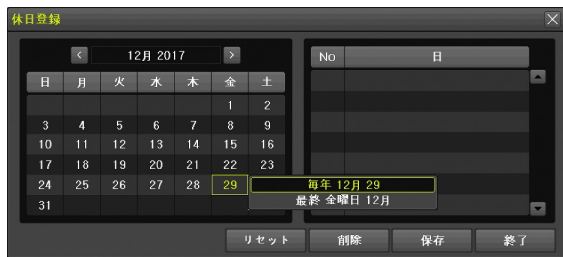 休日登録
12月 2017
No 日
日 月 火 水 木 金 土
1 2
3 4 5 6 7 8 9
10 11 12 13 14 15 16
17 18 19 20 21 22 23
24 25 26 27 28 29
毎年 12月 29
最終 金曜日 12月
31
リセット 削除 保存 終了